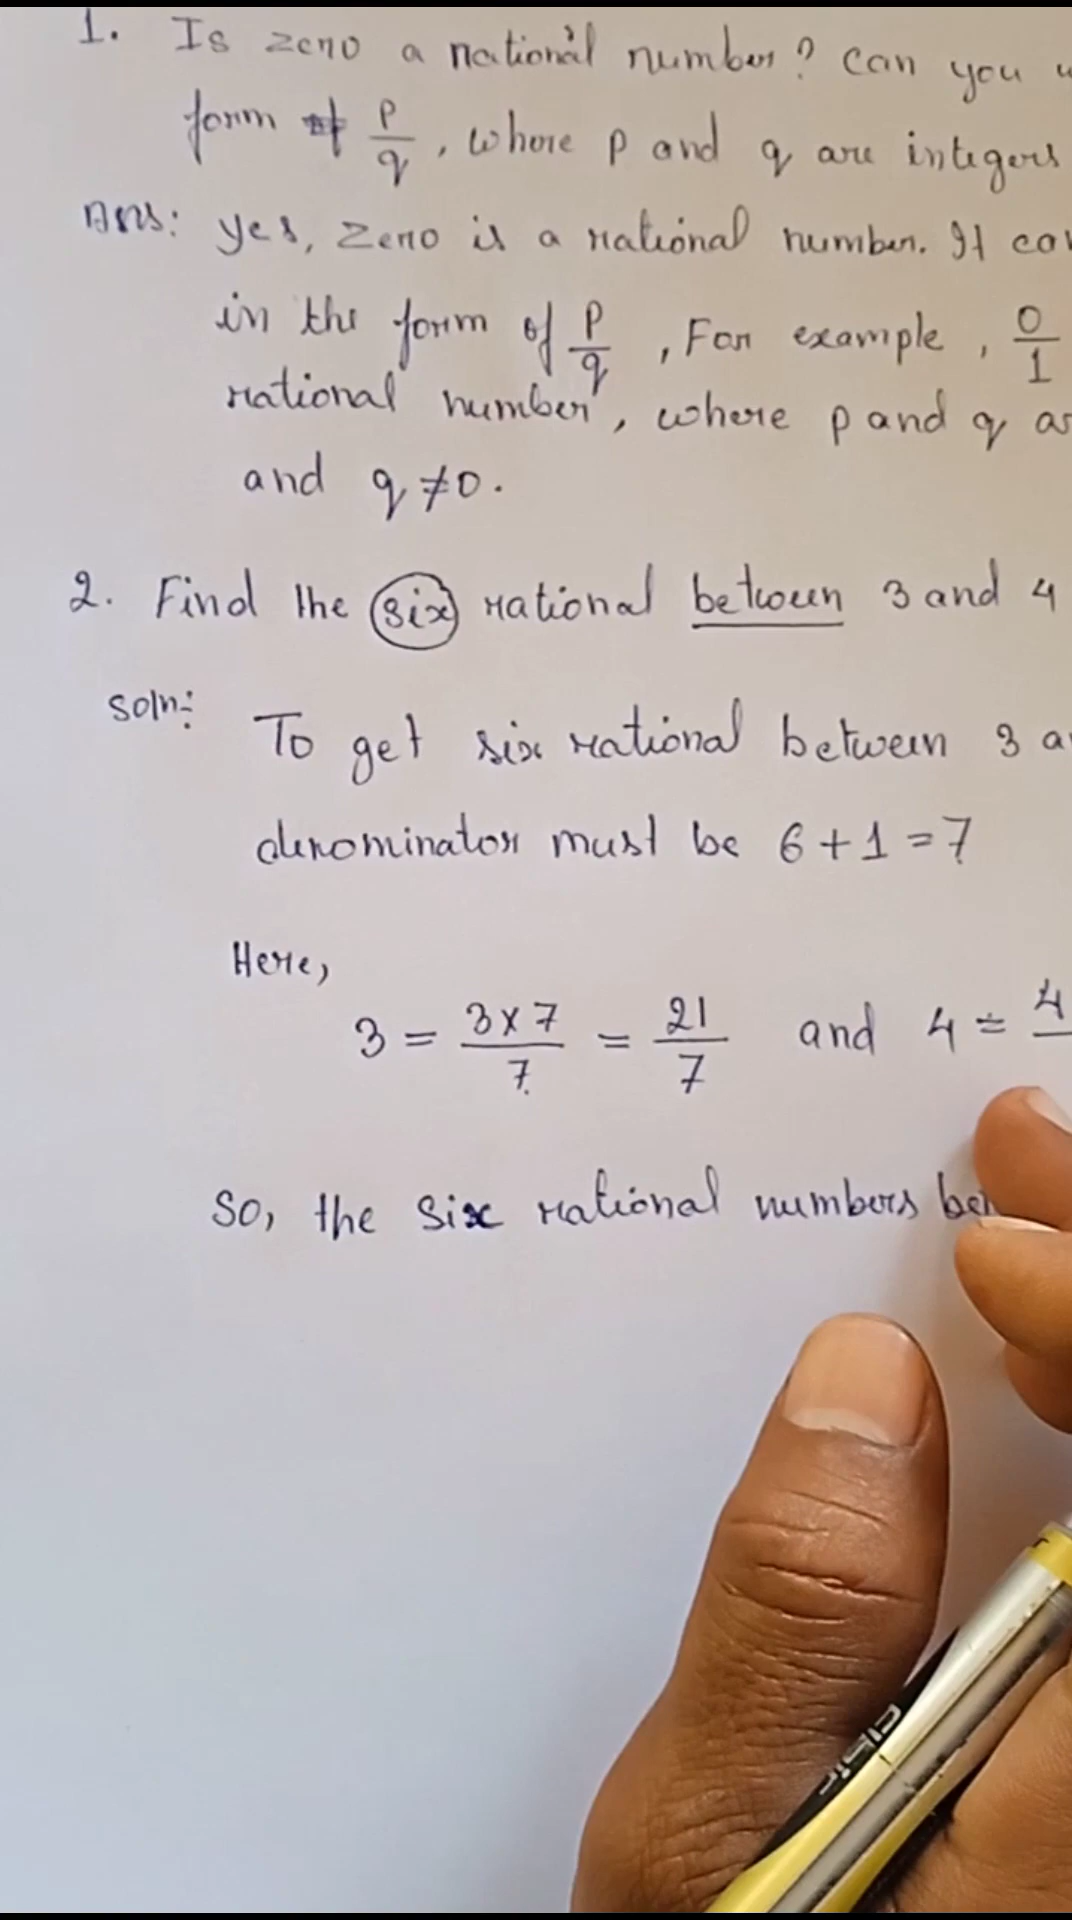 1. Is zero a rational number? Can you
form of p/q, where p and q are integers
Ans: yes, zero is a rational number. It
in the form of p/q, For example, 0/1
rational number, where p and q
and q ≠ 0.
2. Find the six rational between 3 and 4
Soln: To get six rational between 3
denominator must be 6 + 1 = 7
Here,
3 = 3 x 7/7 = 21/7 and 4 = 4
So, the six rational numbers